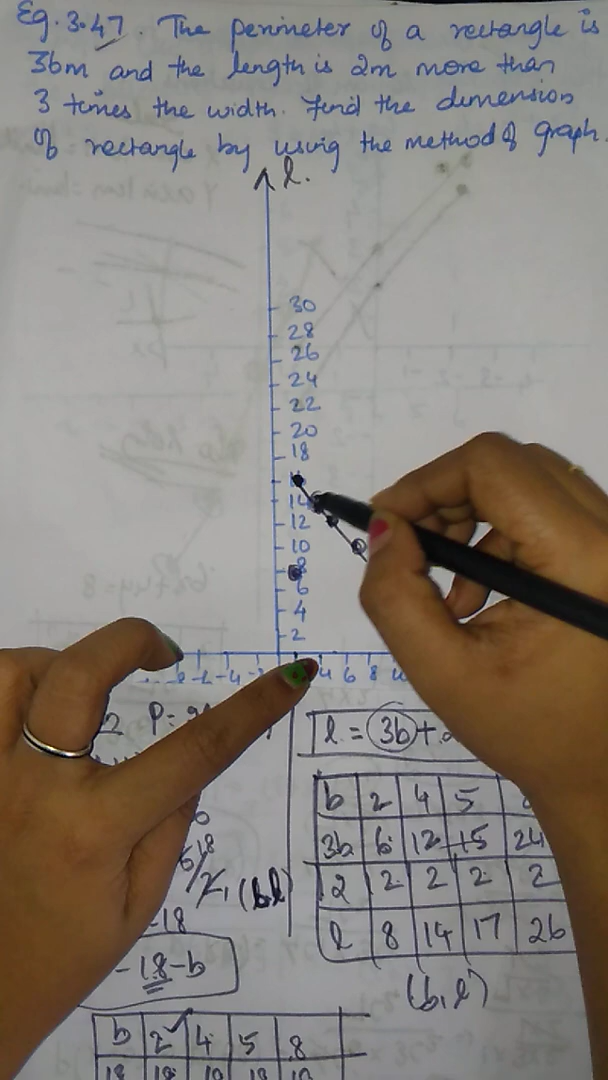 Eg. 3.47. The perimeter of a rectangle is
36m and the length is 2m more than
3 times the width. Find the dimension
of rectangle by using the method of graph.
l.
30
28
26
24
22
20
18
14
12
10
8
6
4
2
-4 -2 4 6 8
2 P =
l = 3b +
b 2 4 5
3b 6 12 15 24
2 2 2 2 2
l 8 14 17 26
(b, l)
18
(b, l)
-18
- 18 - b
b 2 4 5 8
18 18